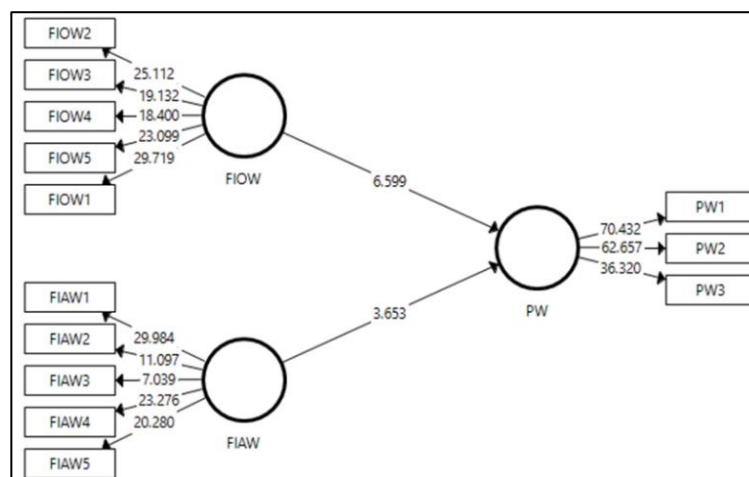 FIOW2
FIOW3
FIOW4
FIOW5
FIOW1
25.112
19.132
18.400
23.099
29.719
FIOW
6.599
FIAW1
FIAW2
FIAW3
FIAW4
FIAW5
29.984
11.097
7.039
23.276
20.280
FIAW
3.653
PW
70.432
62.657
36.320
PW1
PW2
PW3